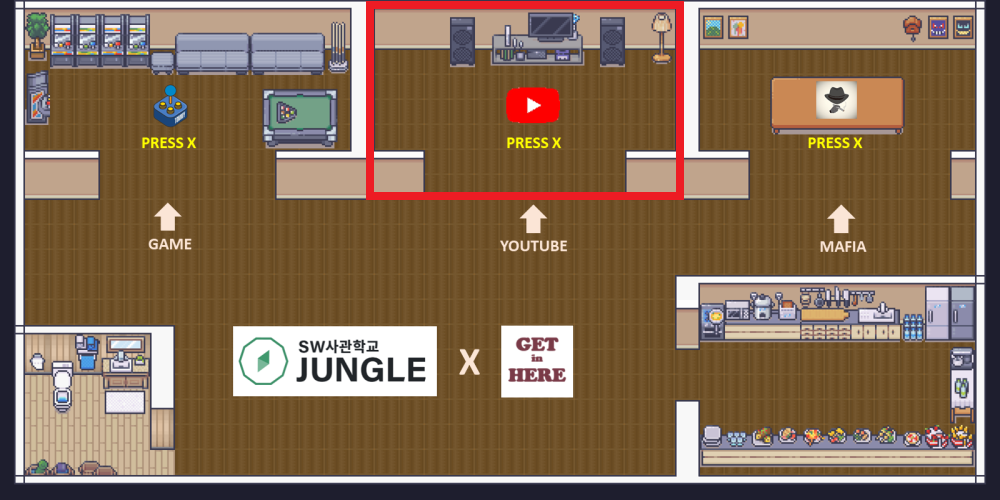 PRESS X
PRESS X
PRESS X
GAME
YOUTUBE
MAFIA
SW사관학교
JUNGLE
X
GET
in
HERE